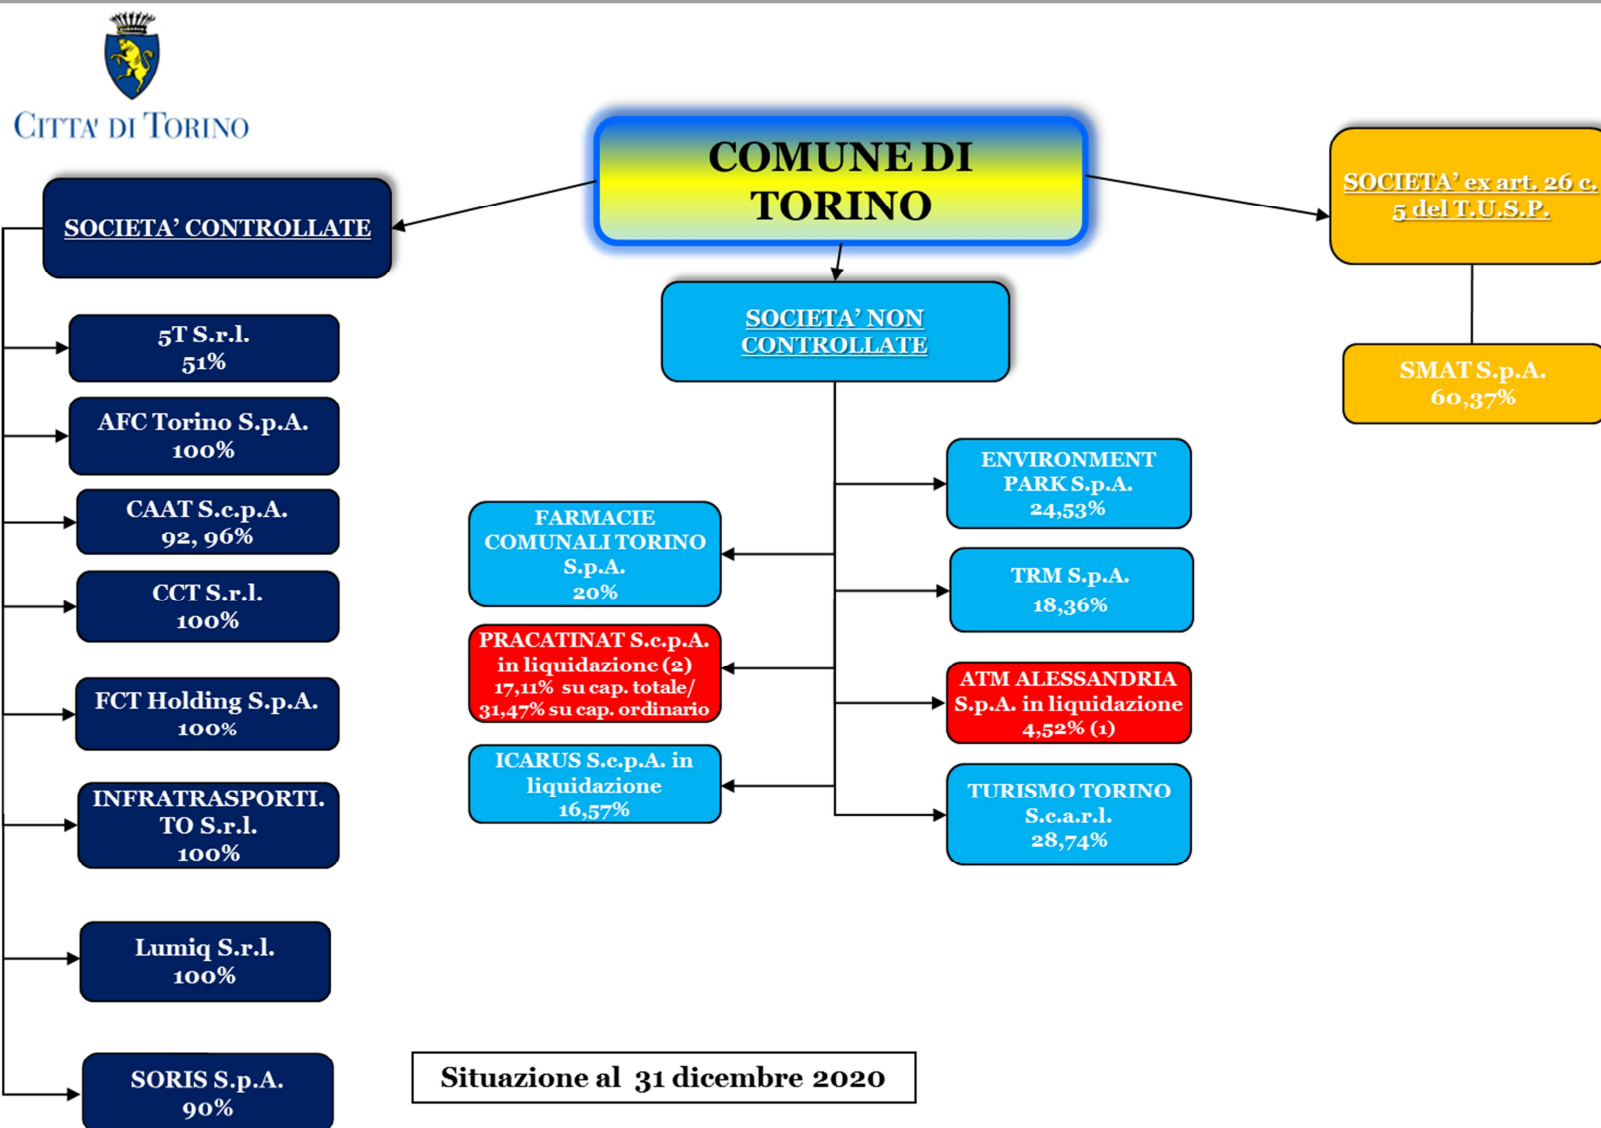 CITTA' DI TORINO
COMUNE DI
TORINO
SOCIETA' CONTROLLATE
5T S.r.l.
51%
AFC Torino S.p.A.
100%
CAAT S.c.p.A.
92, 96%
CCT S.r.l.
100%
FCT Holding S.p.A.
100%
INFRATRASPORTI.
TO S.r.l.
100%
Lumiq S.r.l.
100%
SORIS S.p.A.
90%
SOCIETA' NON
CONTROLLATE
FARMACIE
COMUNALI TORINO
S.p.A.
20%
PRACATINAT S.c.p.A.
in liquidazione (2)
17,11% su cap. totale/
31,47% su cap. ordinario
ICARUS S.c.p.A. in
liquidazione
16,57%
ENVIRONMENT
PARK S.p.A.
24,53%
TRM S.p.A.
18,36%
ATM ALESSANDRIA
S.p.A. in liquidazione
4,52% (1)
TURISMO TORINO
S.c.a.r.l.
28,74%
SOCIETA' ex art. 26 c.
5 del T.U.S.P.
SMAT S.p.A.
60,37%
Situazione al 31 dicembre 2020